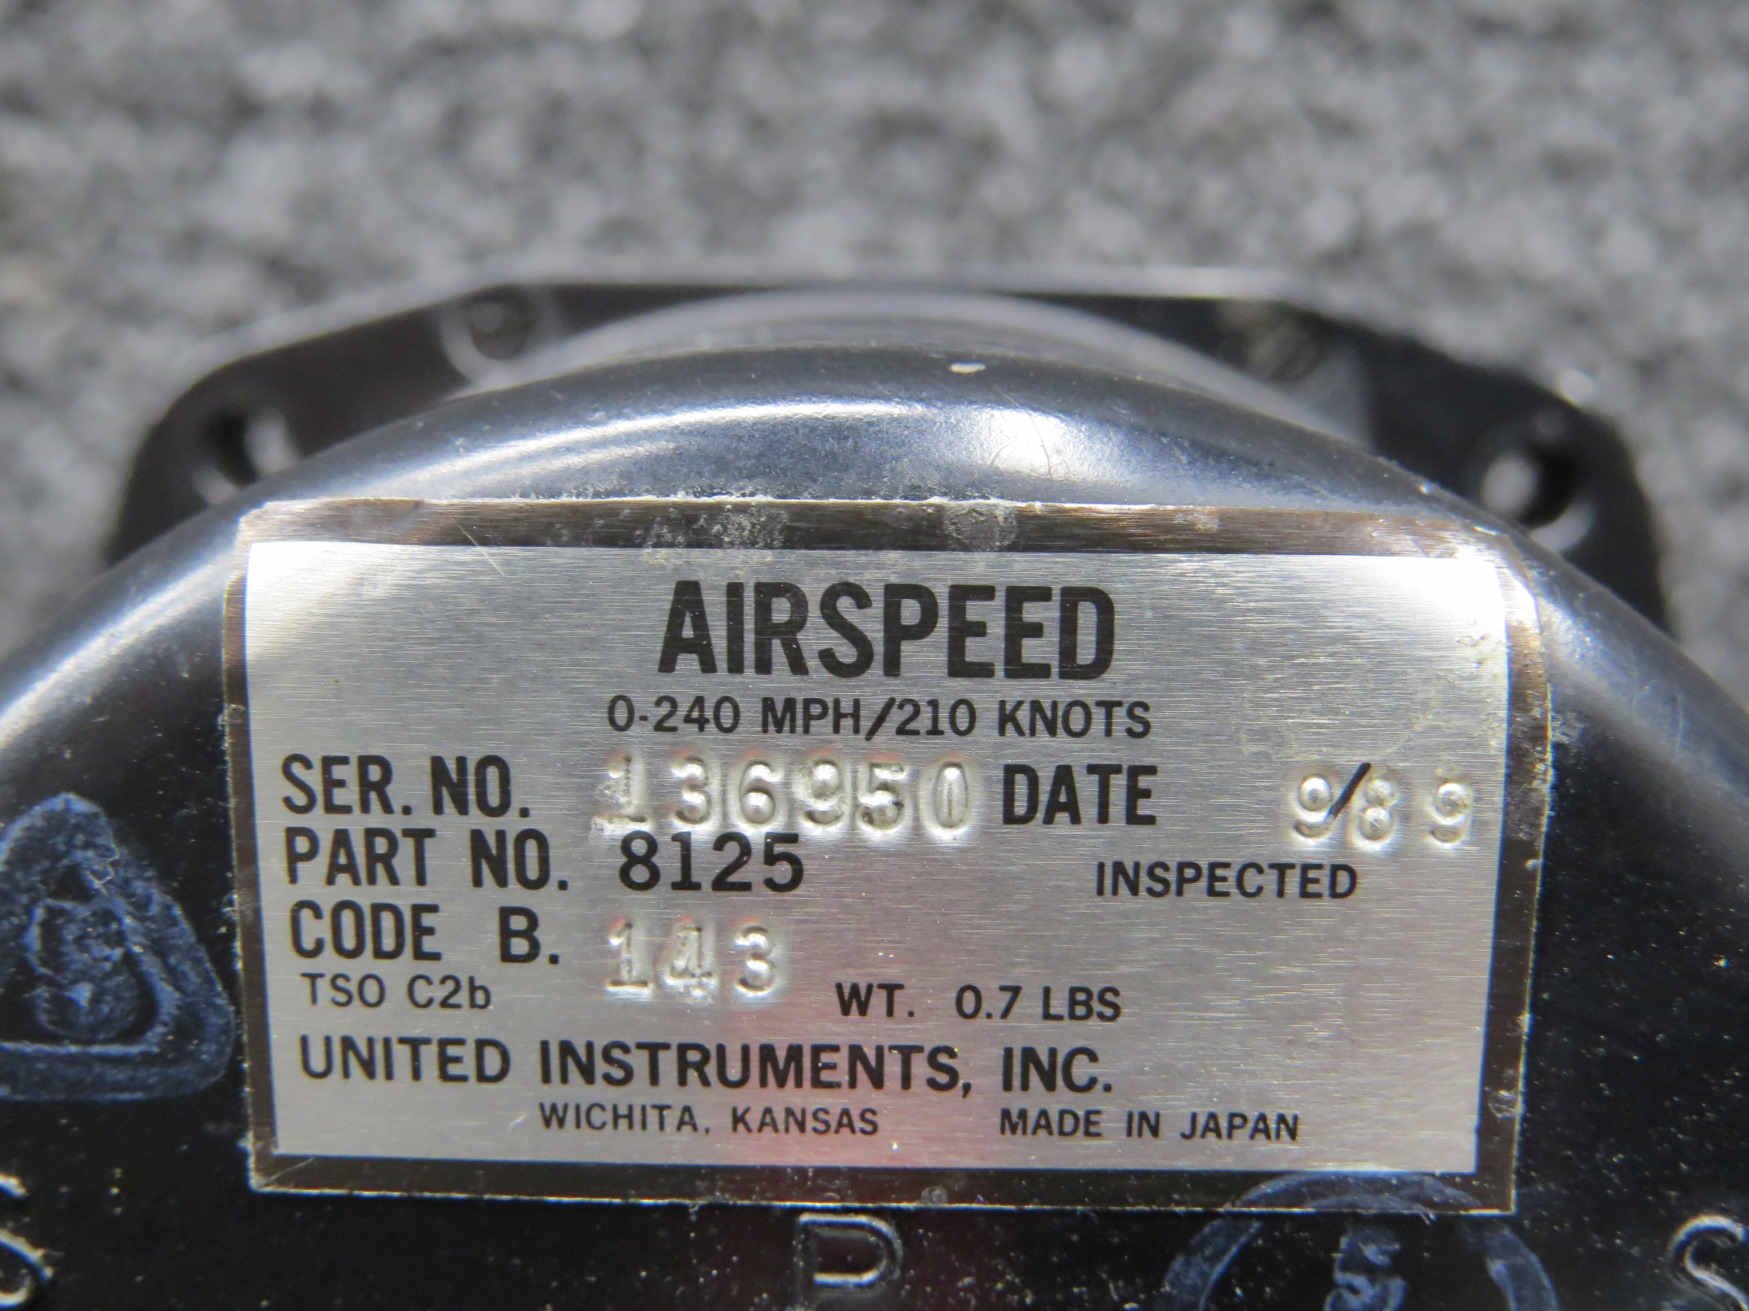 AIRSPEED
0-240 MPH/210 KNOTS
SER. NO. 136950 DATE 9/89
PART NO. 8125 INSPECTED
CODE B. 143
TSO C2b WT. 0.7 LBS
UNITED INSTRUMENTS, INC.
WICHITA, KANSAS MADE IN JAPAN
S P S